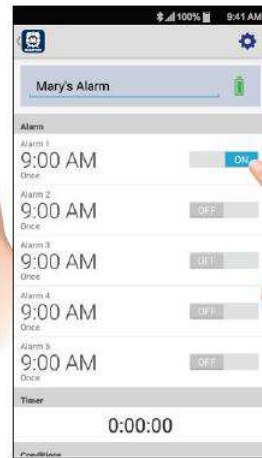 100% 9:41 AM
Mary's Alarm
Alarm
Alarm 1
9:00 AM
Once
ON
Alarm 2
9:00 AM
Once
OFF
Alarm 3
9:00 AM
Once
OFF
Alarm 4
9:00 AM
Once
OFF
Alarm 5
9:00 AM
Once
OFF
Timer
0:00:00
Conditions